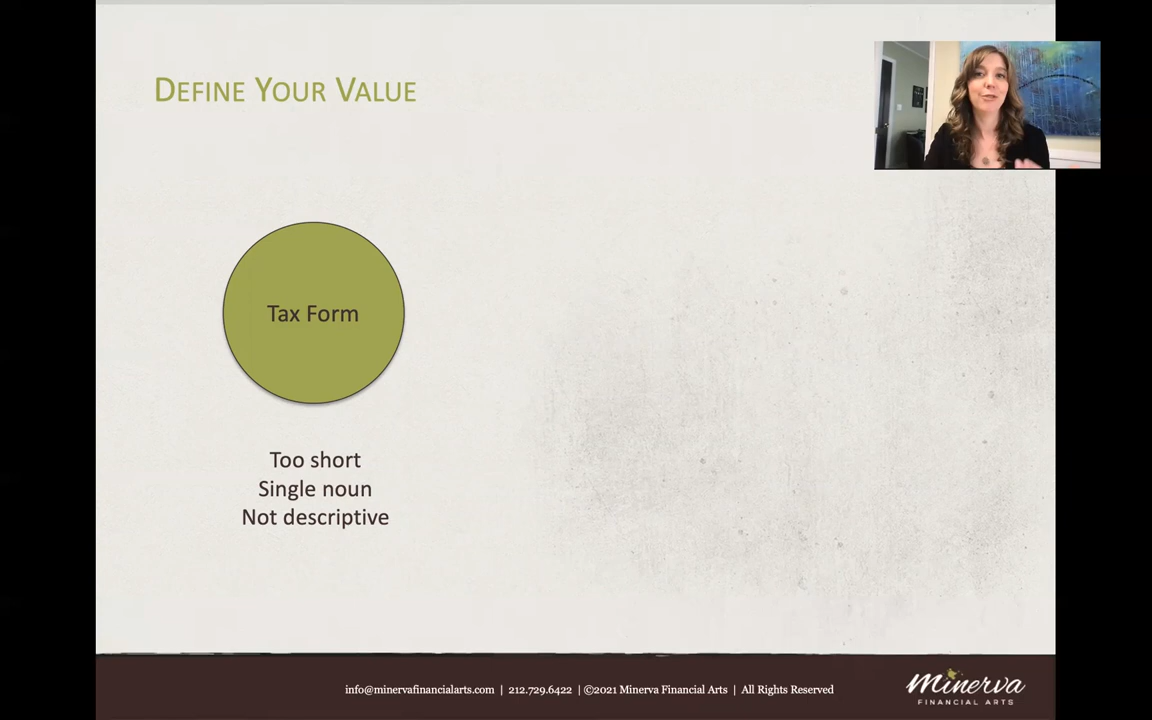 DEFINE YOUR VALUE
Tax Form
Too short
Single noun
Not descriptive
info@minervafinancialarts.com | 212.729.6422 | ©2021 Minerva Financial Arts | All Rights Reserved
Minerva
FINANCIAL ARTS